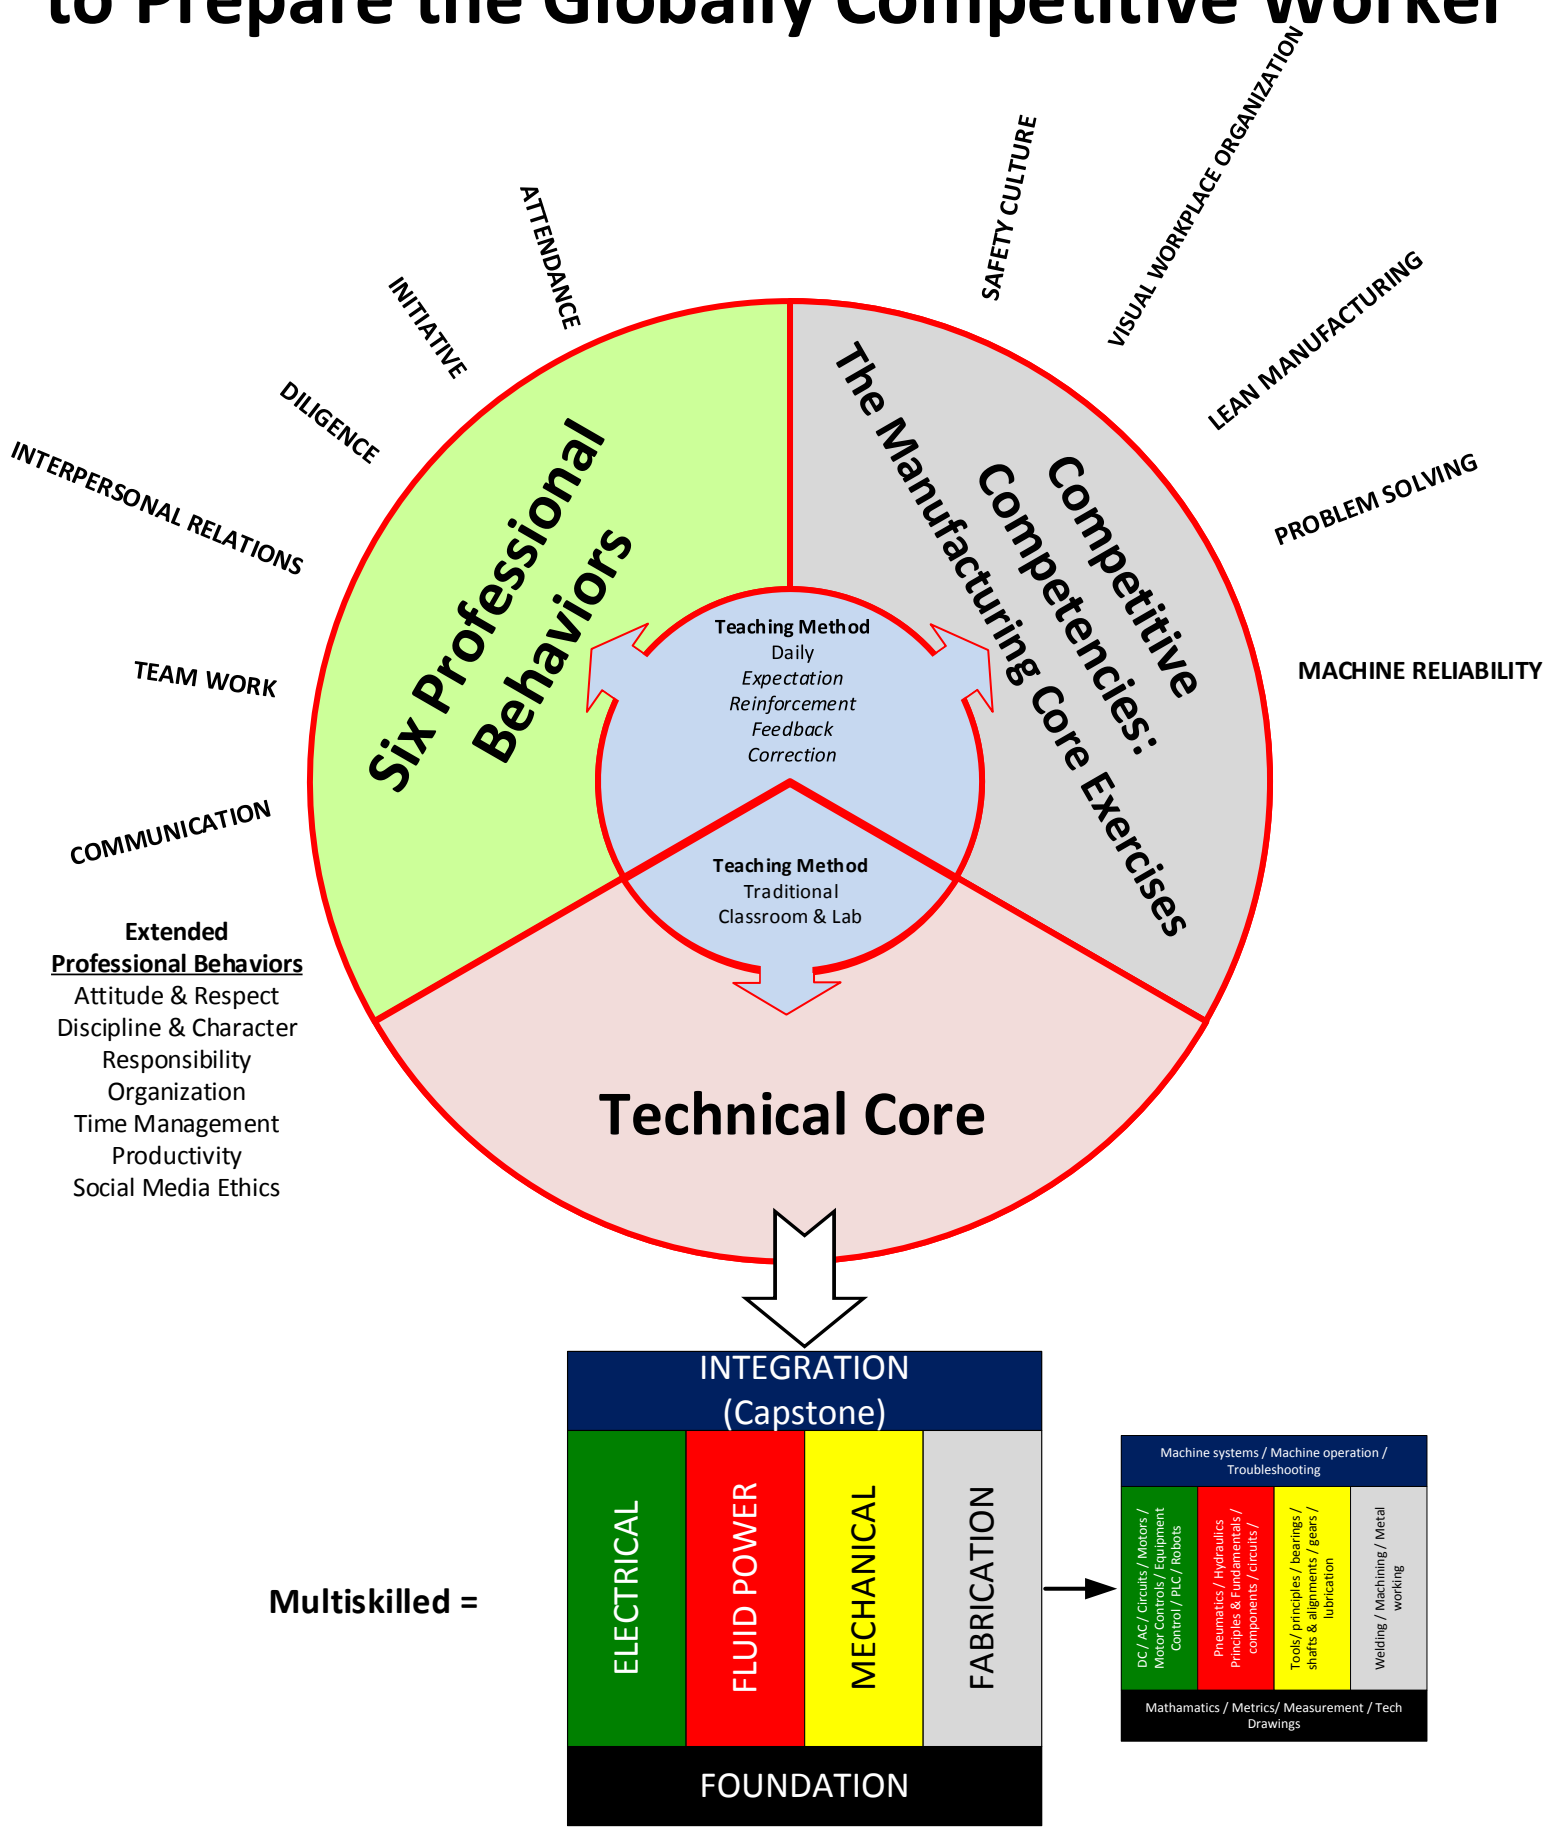 to Prepare the Globally Competitive Worker
ATTENDANCE
INITIATIVE
DILIGENCE
INTERPERSONAL RELATIONS
TEAM WORK
COMMUNICATION
SAFETY CULTURE
VISUAL WORKPLACE ORGANIZATION
LEAN MANUFACTURING
PROBLEM SOLVING
MACHINE RELIABILITY
Six Professional
Behaviors
Competitive
Competencies:
The Manufacturing Core Exercises
Teaching Method
Daily
Expectation
Reinforcement
Feedback
Correction
Teaching Method
Traditional
Classroom & Lab
Technical Core
Extended
Professional Behaviors
Attitude & Respect
Discipline & Character
Responsibility
Organization
Time Management
Productivity
Social Media Ethics
Multiskilled =
INTEGRATION
(Capstone)
ELECTRICAL
FLUID POWER
MECHANICAL
FABRICATION
FOUNDATION
Machine systems / Machine operation /
Troubleshooting
DC / AC / Circuits / Motors /
Motor Controls / Equipment
Control / PLC / Robots
Pneumatics / Hydraulics
Principles & Fundamentals /
components / circuits /
Tools/ principles / bearings /
shafts & alignments / gears /
lubrication
Welding / Machining / Metal
working
Mathamatics / Metrics/ Measurement / Tech
Drawings